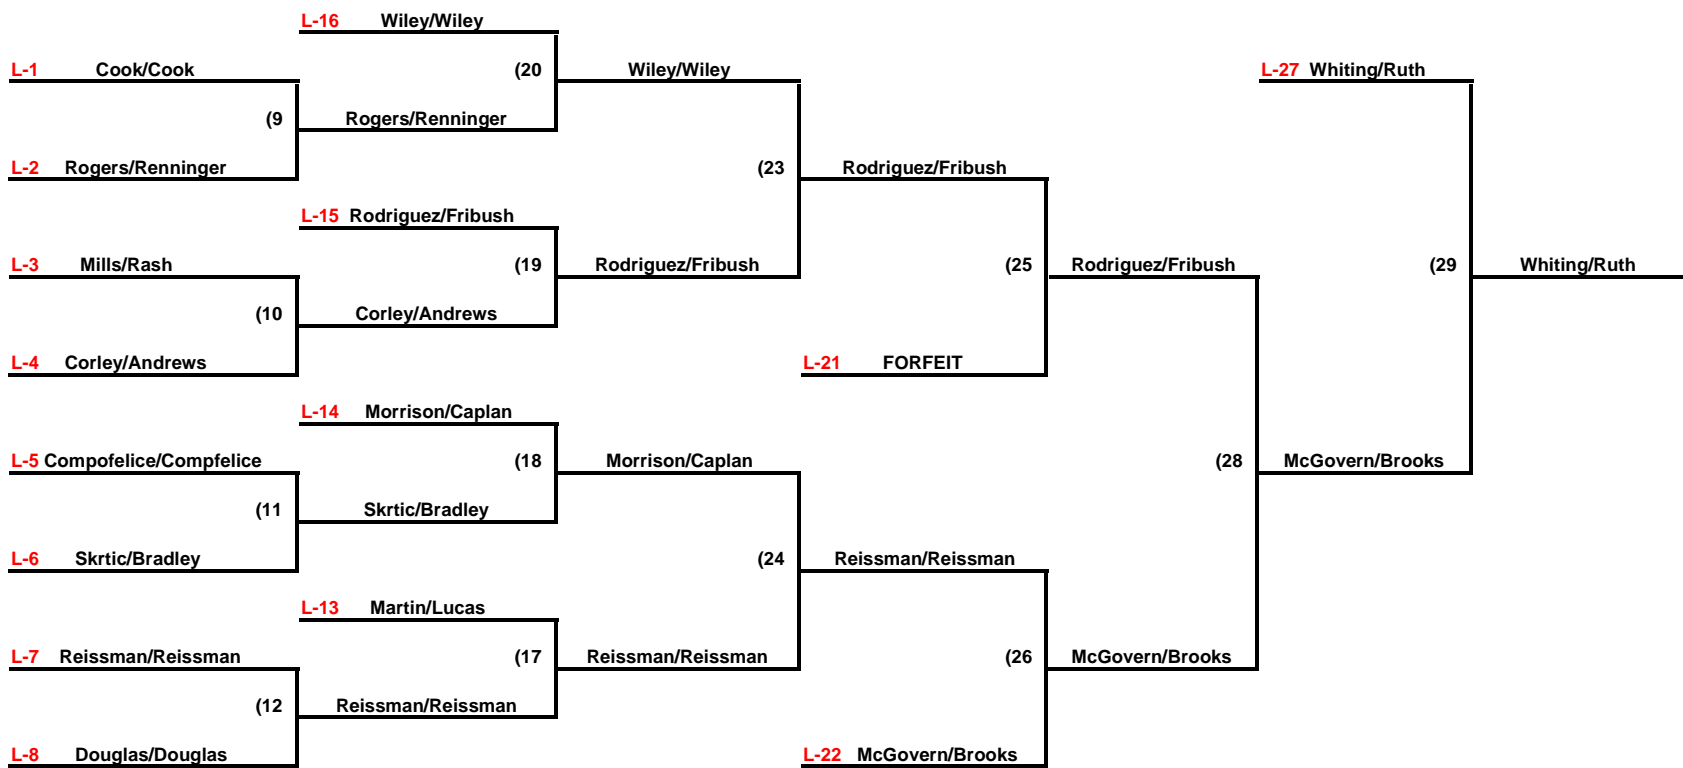 L-16 Wiley/Wiley
L-1 Cook/Cook
(20
Wiley/Wiley
L-27 Whiting/Ruth
(9
Rogers/Renninger
L-2 Rogers/Renninger
(23
Rodriguez/Fribush
L-15 Rodriguez/Fribush
L-3 Mills/Rash
(19
Rodriguez/Fribush
(25
Rodriguez/Fribush
(29
Whiting/Ruth
(10
Corley/Andrews
L-4 Corley/Andrews
L-21 FORFEIT
L-14 Morrison/Caplan
L-5 Compofelice/Compfelice
(18
Morrison/Caplan
(28
McGovern/Brooks
(11
Skrtic/Bradley
L-6 Skrtic/Bradley
(24
Reissman/Reissman
L-13 Martin/Lucas
L-7 Reissman/Reissman
(17
Reissman/Reissman
(26
McGovern/Brooks
(12
Reissman/Reissman
L-8 Douglas/Douglas
L-22 McGovern/Brooks